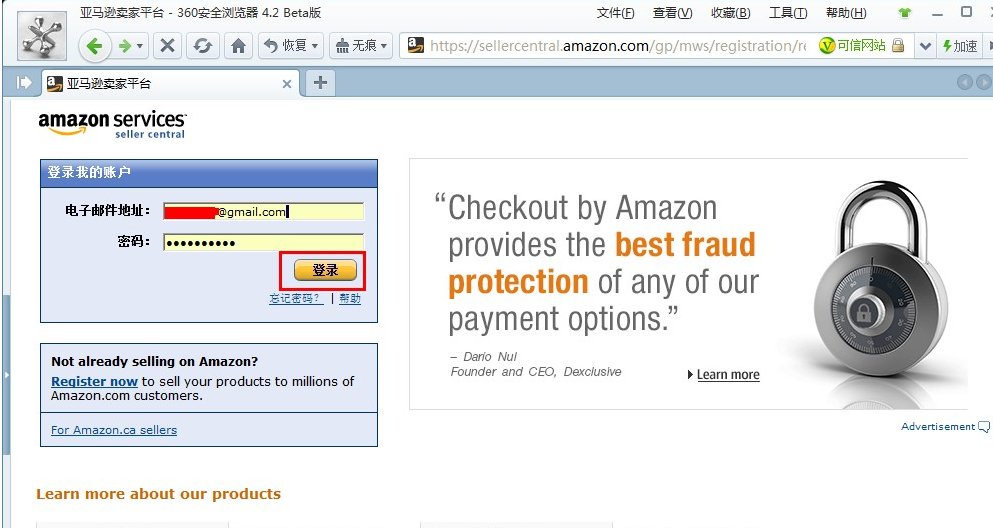 亚马逊卖家平台 - 360安全浏览器 4.2 Beta版
文件(F) 查看(V) 收藏(B) 工具(T) 帮助(H)
恢复 无痕 https://sellercentral.amazon.com/gp/mws/registration/re 可信网站 加速
亚马逊卖家平台
amazon services
seller central
登录我的账户
电子邮件地址：
@gmail.com
密码：
登录
忘记密码？ | 帮助
Not already selling on Amazon?
Register now to sell your products to millions of
Amazon.com customers.
For Amazon.ca sellers
“Checkout by Amazon
provides the best fraud
protection of any of our
payment options.”
– Dario Nul
Founder and CEO, Dexclusive
Learn more
Advertisement
Learn more about our products